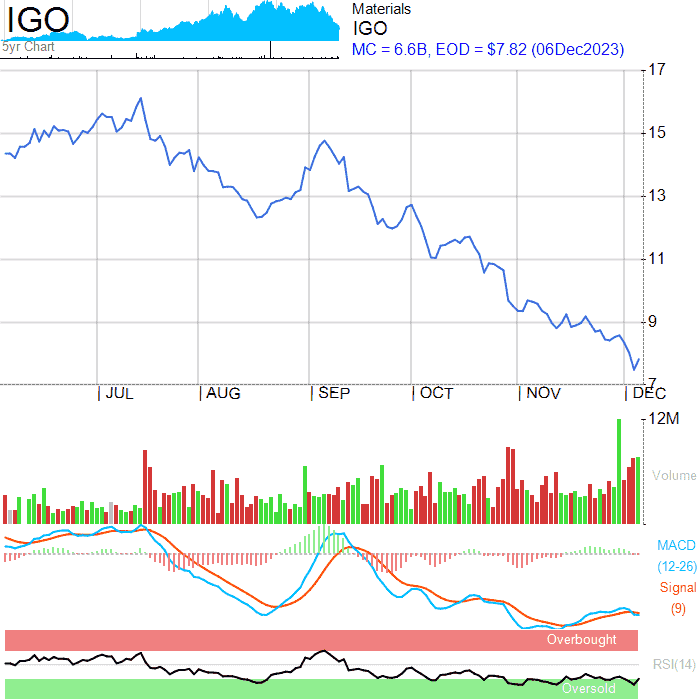 IGO
5yr Chart
Materials
IGO
MC = 6.6B, EOD = $7.82 (06Dec2023)
17
15
13
11
9
7
JUL AUG SEP OCT NOV DEC
12M
Volume
MACD
(12-26)
Signal
(9)
Overbought
RSI(14)
Oversold